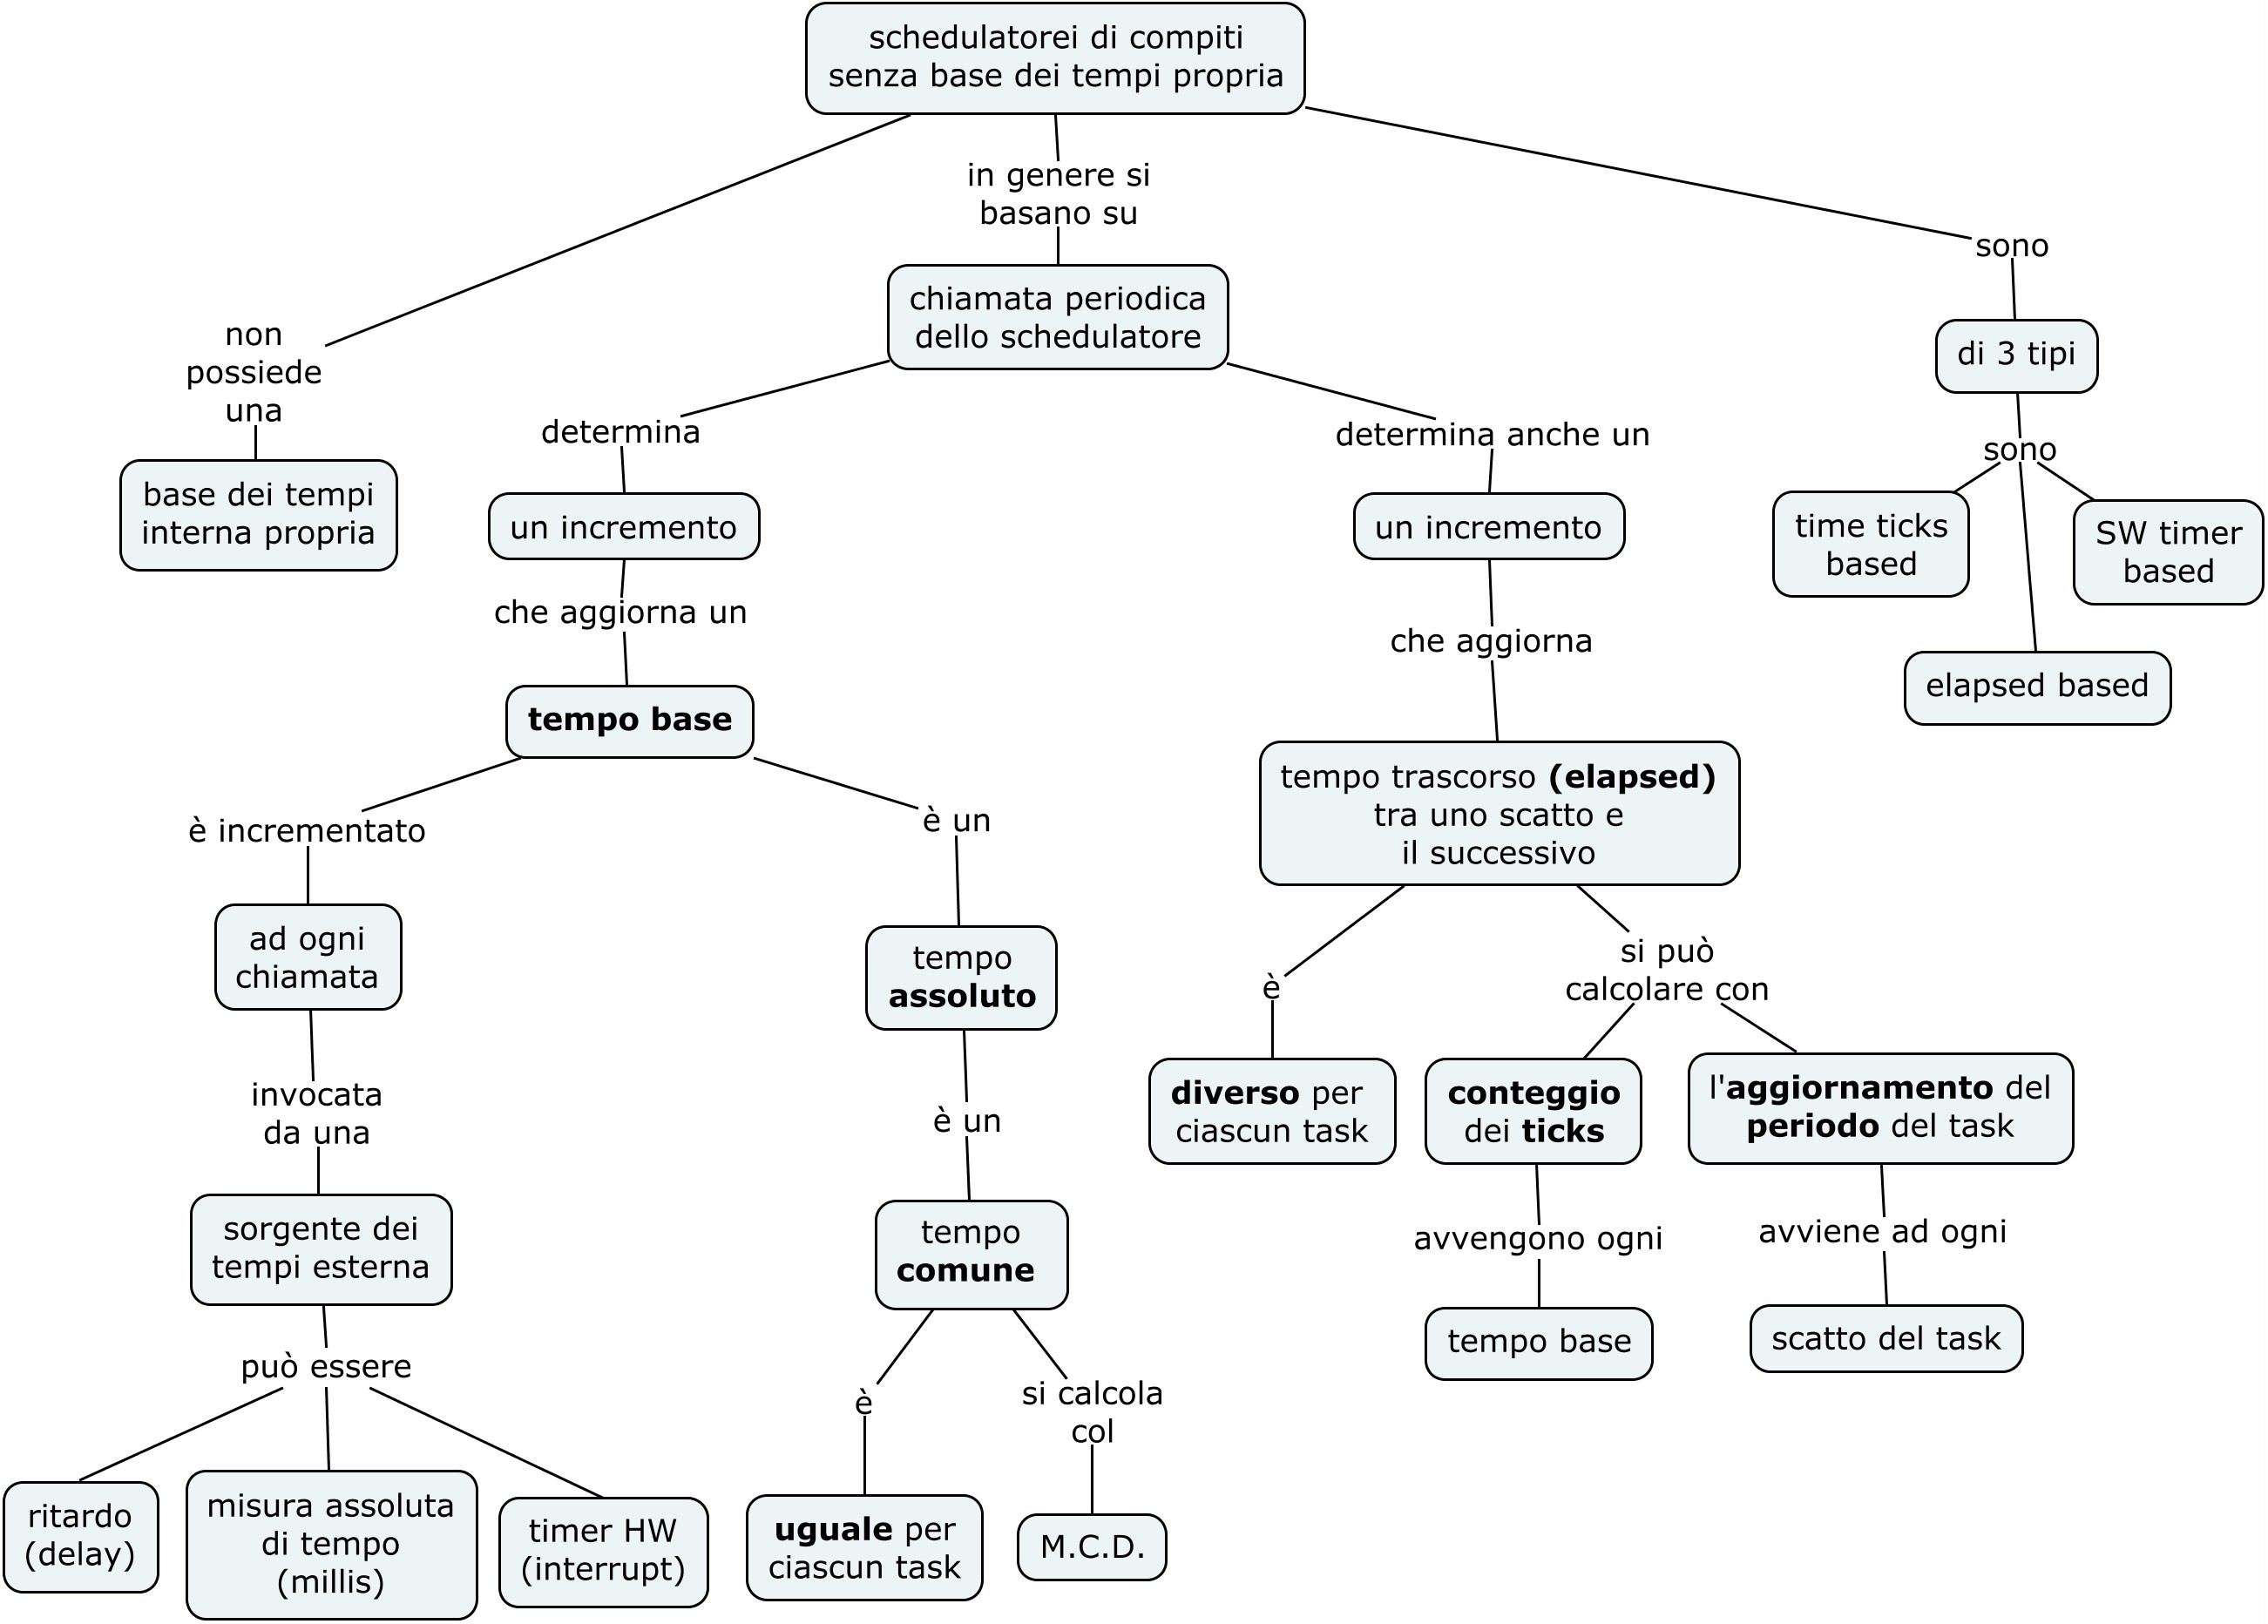 schedulatorei di compiti
senza base dei tempi propria
in genere si
basano su
sono
chiamata periodica
dello schedulatore
non
possiede
una
di 3 tipi
determina
determina anche un
sono
base dei tempi
interna propria
un incremento
un incremento
time ticks
based
SW timer
based
che aggiorna un
che aggiorna
elapsed based
tempo base
tempo trascorso (elapsed)
tra uno scatto e
il successivo
è incrementato
è un
ad ogni
chiamata
tempo
assoluto
è
si può
calcolare con
invocata
da una
è un
diverso per
ciascun task
conteggio
dei ticks
l'aggiornamento del
periodo del task
sorgente dei
tempi esterna
tempo
comune
avvengono ogni
avviene ad ogni
può essere
è
si calcola
col
tempo base
scatto del task
ritardo
(delay)
misura assoluta
di tempo
(millis)
timer HW
(interrupt)
uguale per
ciascun task
M.C.D.